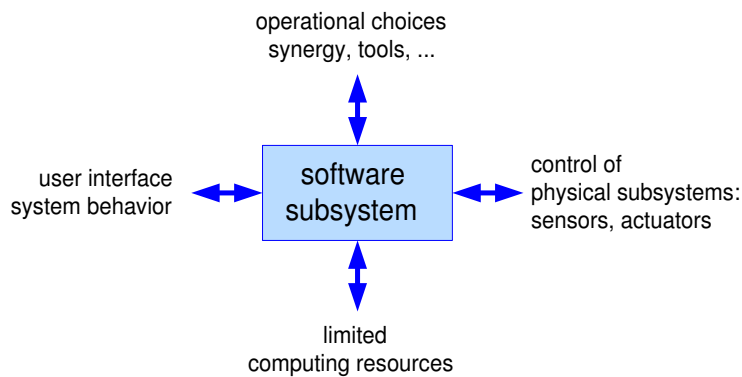 operational choices
synergy, tools, ...
user interface
system behavior
software
subsystem
control of
physical subsystems:
sensors, actuators
limited
computing resources